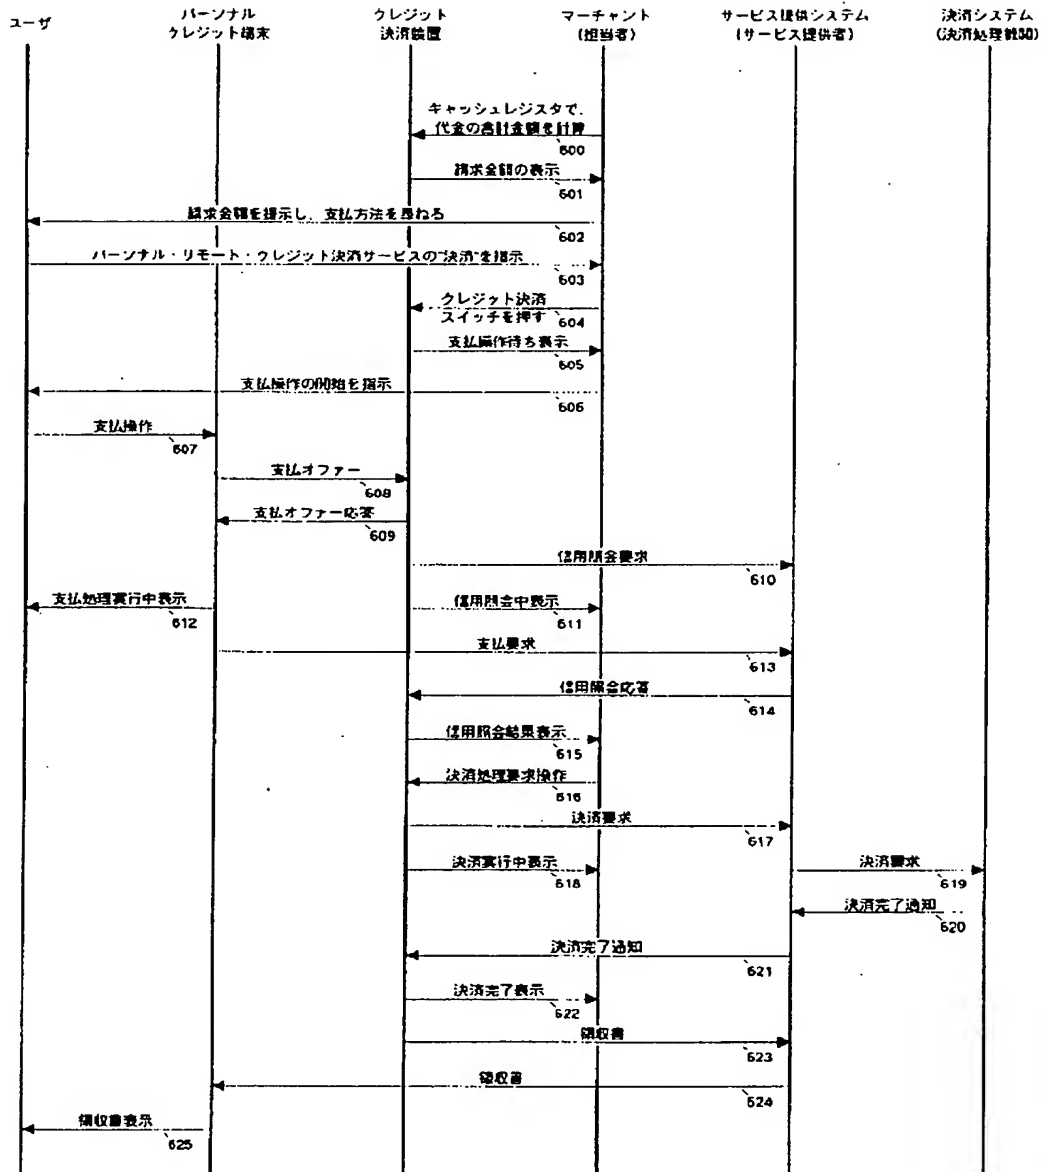 ユーザ
パーソナル
クレジット端末
クレジット
決済装置
マーチャント
(担当者)
サービス提供システム
(サービス提供者)
決済システム
(決済処理機関)
キャッシュレジスタで、
代金の合計金額を計算
600
請求金額の表示
601
請求金額を提示し、支払方法を尋ねる
602
パーソナル・リモート・クレジット決済サービスの"決済"を指示
603
クレジット決済
スイッチを押す
604
支払操作待ち表示
605
支払操作の開始を指示
606
支払操作
607
支払オファー
608
支払オファー応答
609
信用照会要求
610
支払処理実行中表示
612
信用照会中表示
611
支払要求
613
信用照会応答
614
信用照会結果表示
615
決済処理要求操作
616
決済要求
617
決済実行中表示
618
決済要求
619
決済完了通知
620
決済完了通知
621
決済完了表示
622
領収書
623
領収書
624
領収書表示
625